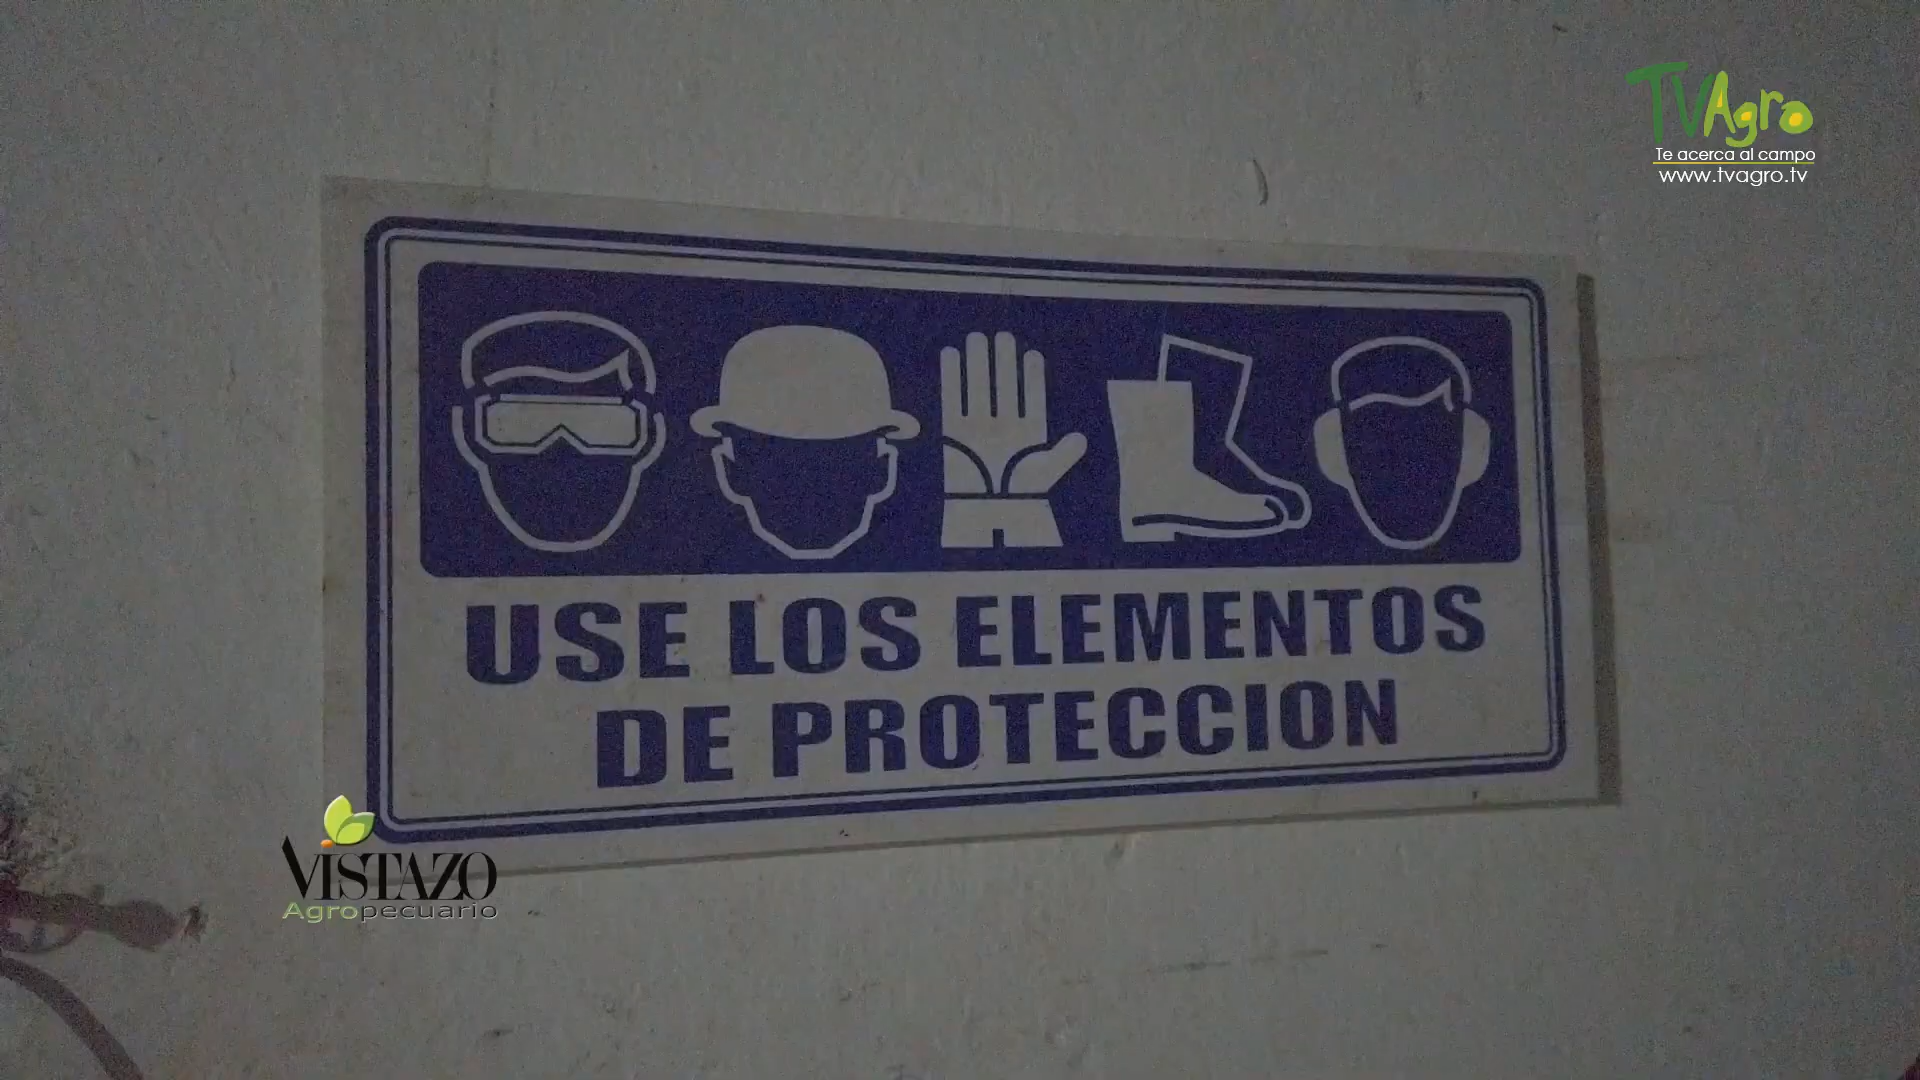 TVAgro
Te acerca al campo
www.tvagro.tv
USE LOS ELEMENTOS
DE PROTECCION
VISTAZO
Agropecuario